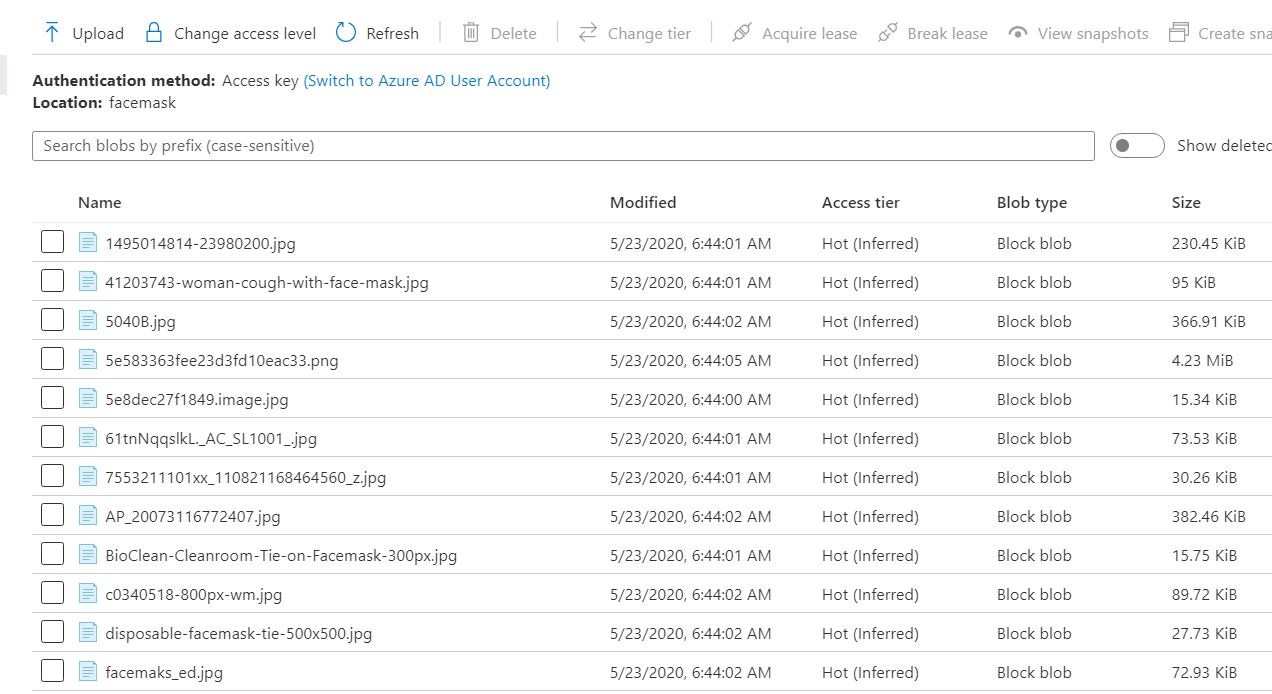 Upload Change access level Refresh Delete Change tier Acquire lease Break lease View snapshots Create sna
Authentication method: Access key (Switch to Azure AD User Account)
Location: facemask
Search blobs by prefix (case-sensitive) Show deleted
Name Modified Access tier Blob type Size
1495014814-23980200.jpg 5/23/2020, 6:44:01 AM Hot (Inferred) Block blob 230.45 KiB
41203743-woman-cough-with-face-mask.jpg 5/23/2020, 6:44:01 AM Hot (Inferred) Block blob 95 KiB
5040B.jpg 5/23/2020, 6:44:02 AM Hot (Inferred) Block blob 366.91 KiB
5e583363fee23d3fd10eac33.png 5/23/2020, 6:44:05 AM Hot (Inferred) Block blob 4.23 MiB
5e8dec27f1849.image.jpg 5/23/2020, 6:44:00 AM Hot (Inferred) Block blob 15.34 KiB
61tnNqqslkL._AC_SL1001_.jpg 5/23/2020, 6:44:01 AM Hot (Inferred) Block blob 73.53 KiB
7553211101xx_110821168464560_z.jpg 5/23/2020, 6:44:01 AM Hot (Inferred) Block blob 30.26 KiB
AP_20073116772407.jpg 5/23/2020, 6:44:02 AM Hot (Inferred) Block blob 382.46 KiB
BioClean-Cleanroom-Tie-on-Facemask-300px.jpg 5/23/2020, 6:44:01 AM Hot (Inferred) Block blob 15.75 KiB
c0340518-800px-wm.jpg 5/23/2020, 6:44:02 AM Hot (Inferred) Block blob 89.72 KiB
disposable-facemask-tie-500x500.jpg 5/23/2020, 6:44:02 AM Hot (Inferred) Block blob 27.73 KiB
facemaks_ed.jpg 5/23/2020, 6:44:02 AM Hot (Inferred) Block blob 72.93 KiB